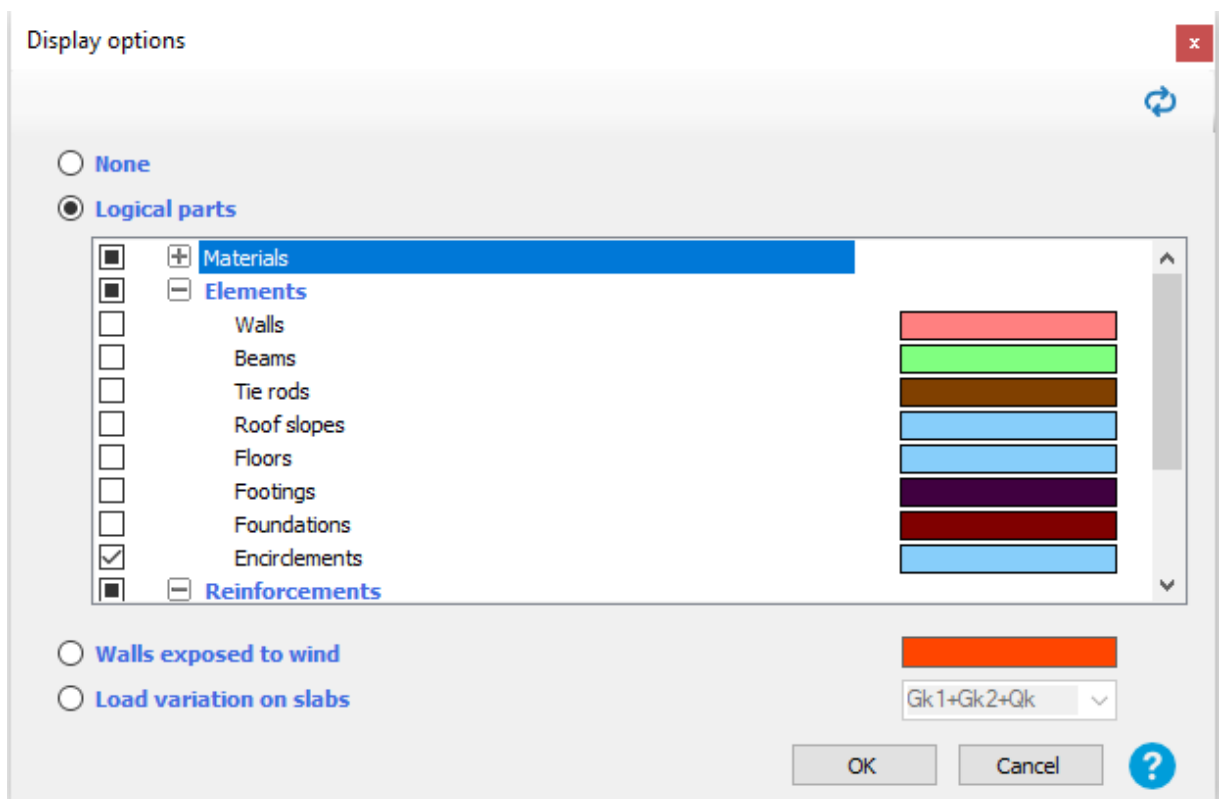 Display options
x
None
Logical parts
Materials
Elements
Walls
Beams
Tie rods
Roof slopes
Floors
Footings
Foundations
Encirclements
Reinforcements
Walls exposed to wind
Load variation on slabs
Gk1+Gk2+Qk
OK Cancel ?